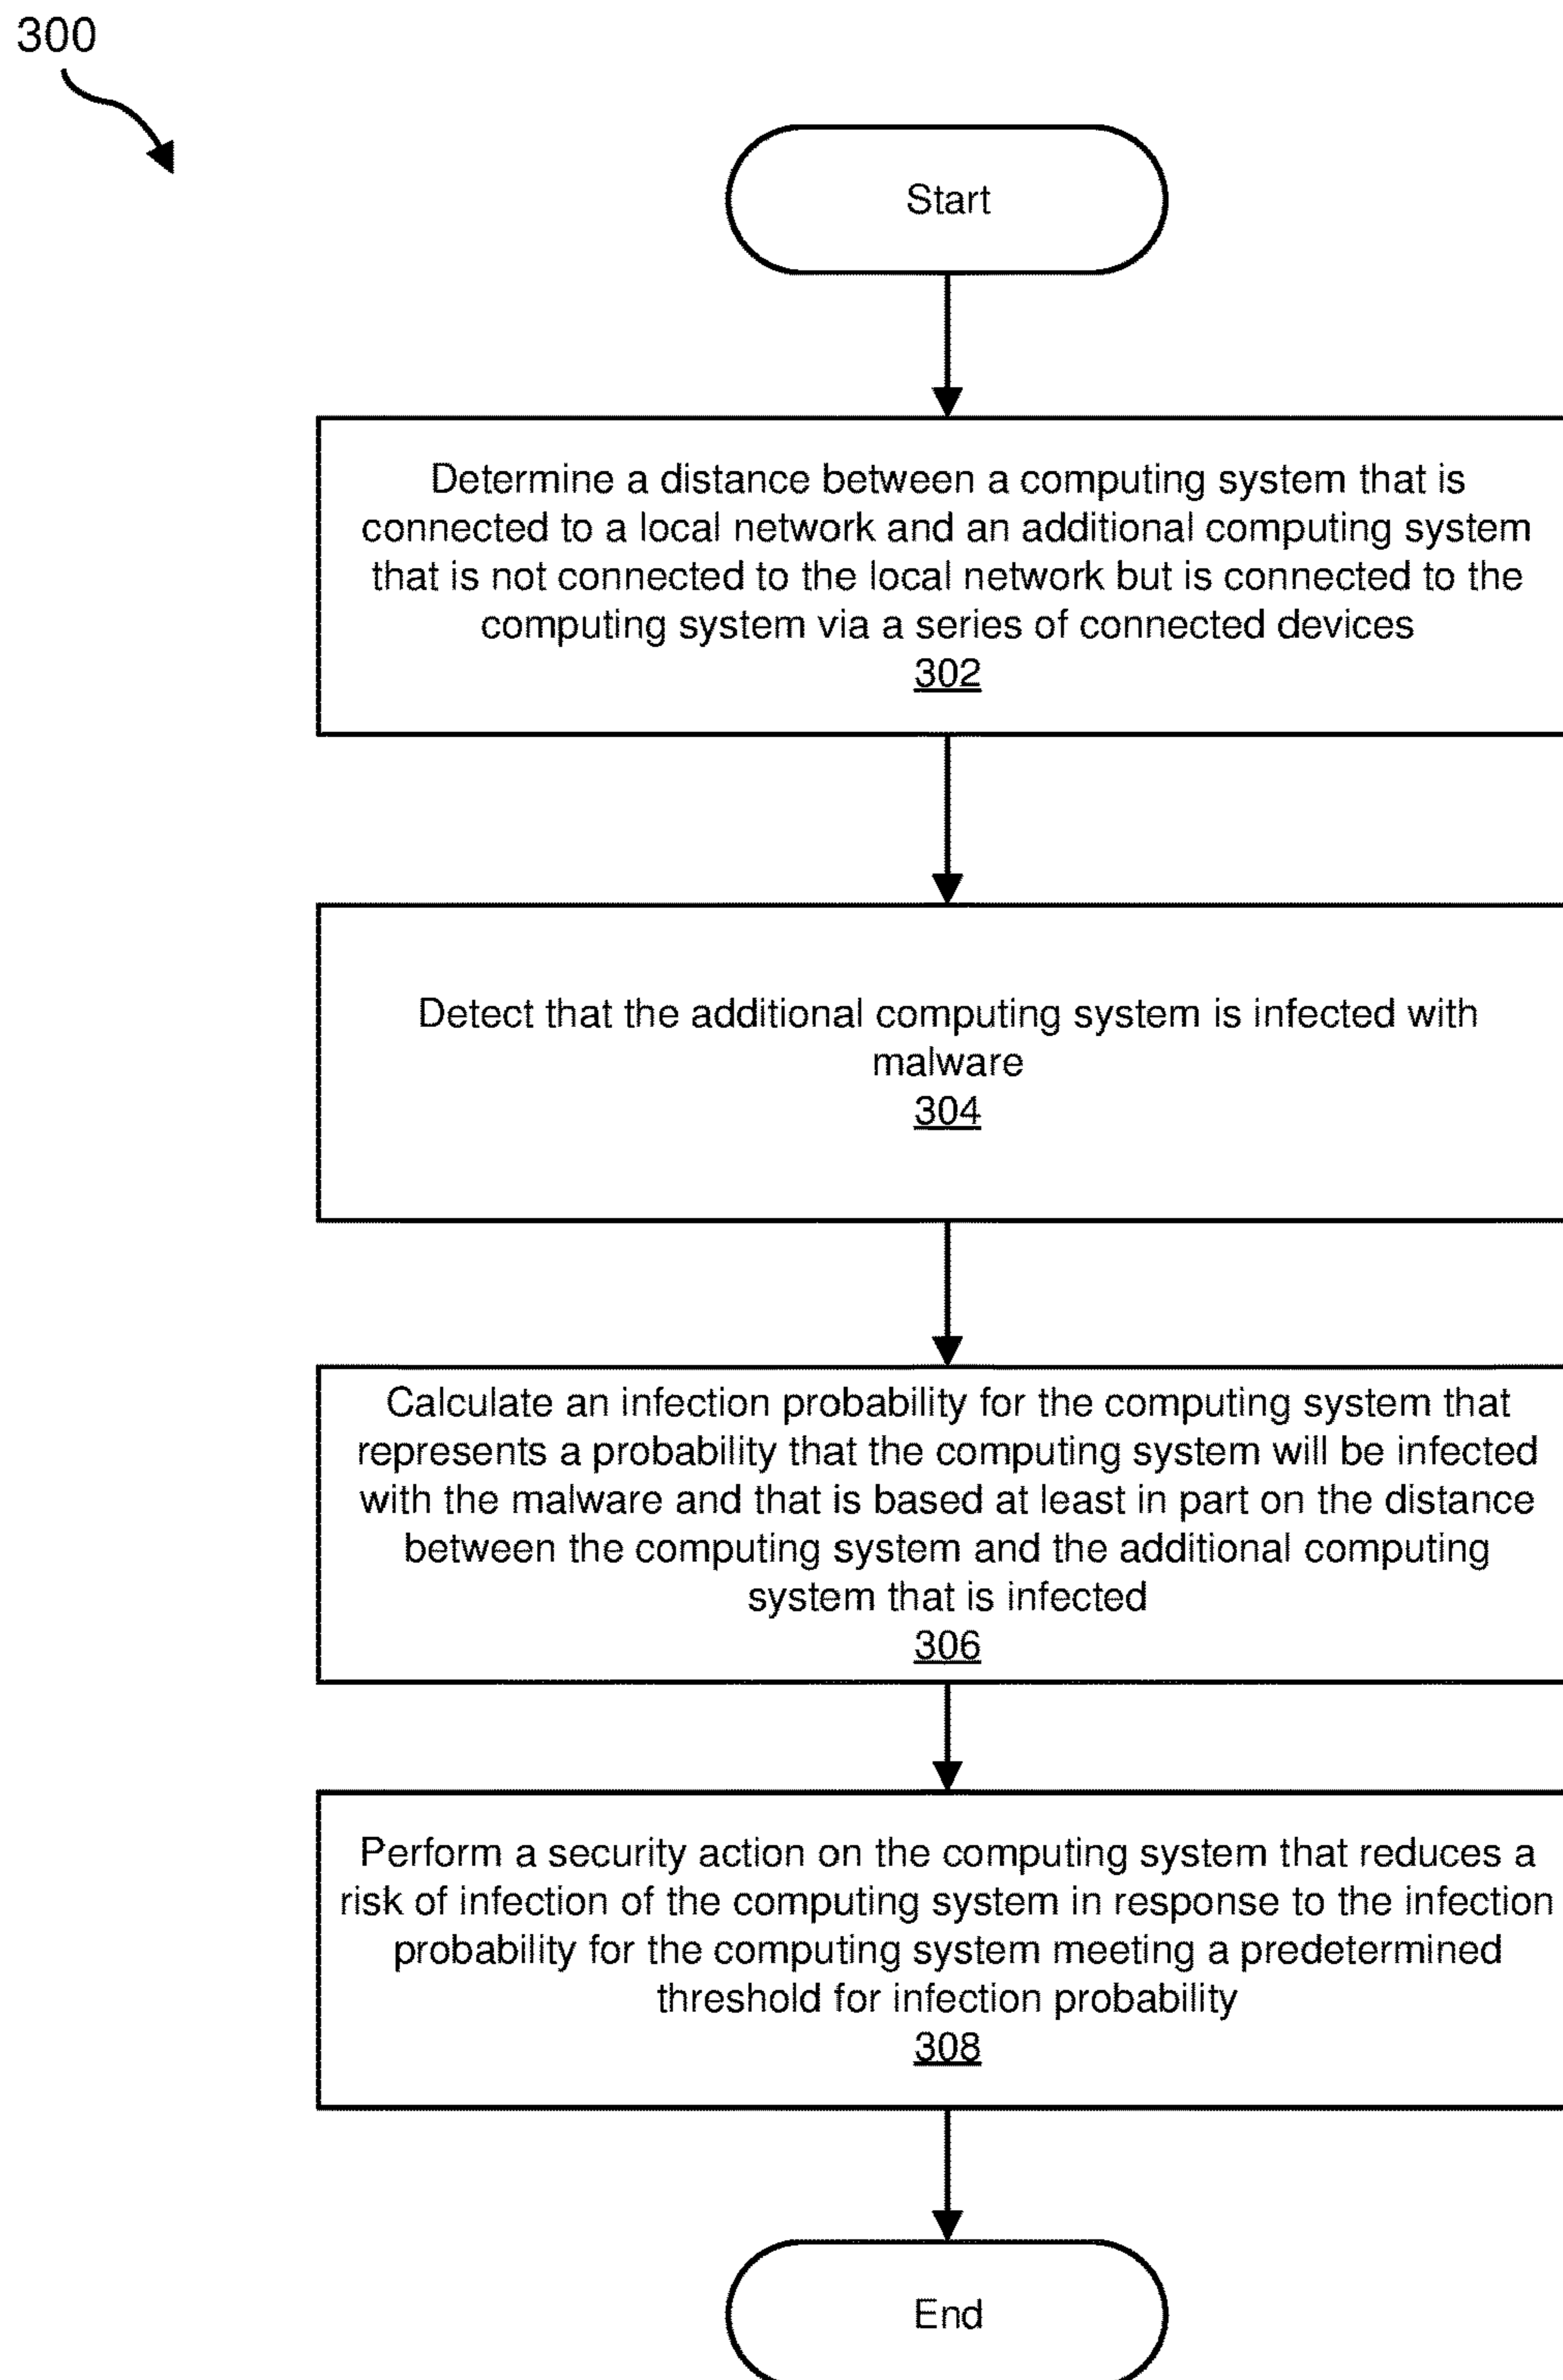 300
Start
Determine a distance between a computing system that is
connected to a local network and an additional computing system
that is not connected to the local network but is connected to the
computing system via a series of connected devices
302
Detect that the additional computing system is infected with
malware
304
Calculate an infection probability for the computing system that
represents a probability that the computing system will be infected
with the malware and that is based at least in part on the distance
between the computing system and the additional computing
system that is infected
306
Perform a security action on the computing system that reduces a
risk of infection of the computing system in response to the infection
probability for the computing system meeting a predetermined
threshold for infection probability
308
End